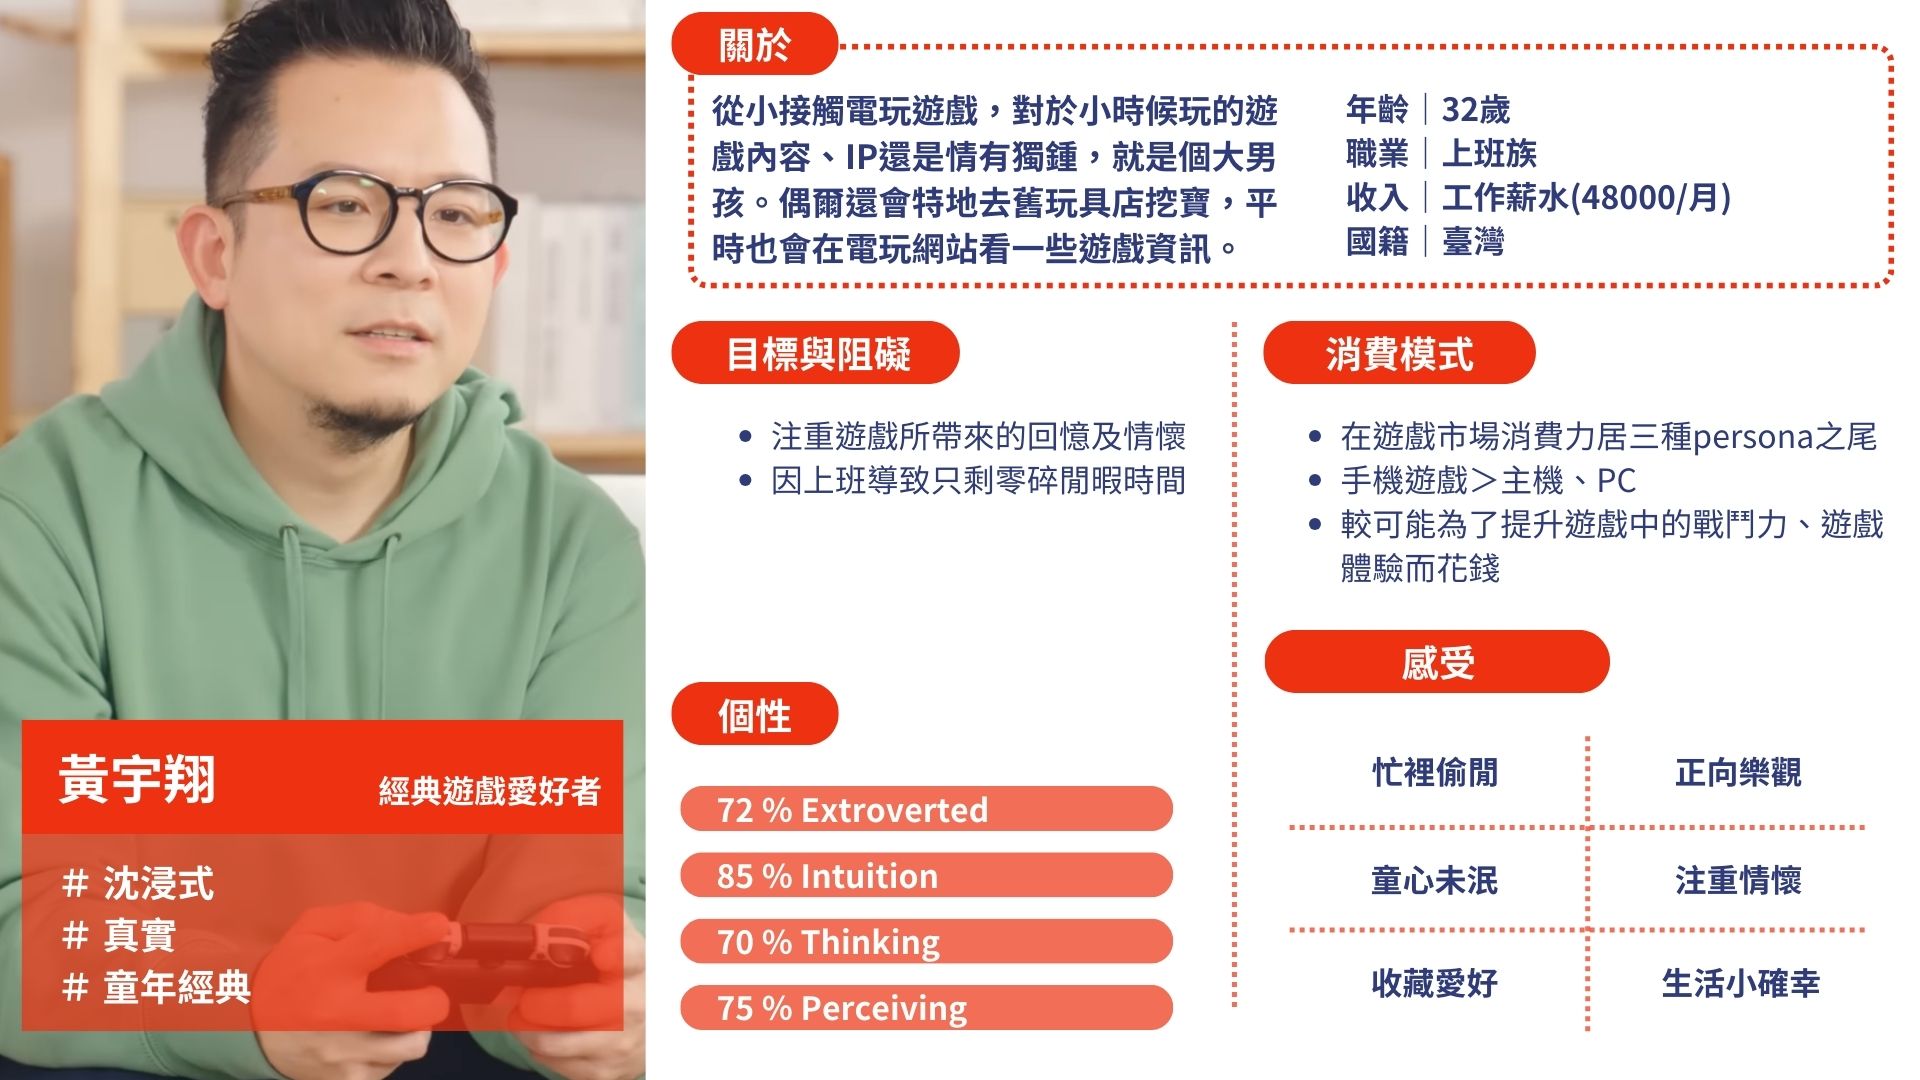 關於
從小接觸電玩遊戲，對於小時候玩的遊
戲內容、IP還是情有獨鍾，就是個大男
孩。偶爾還會特地去舊玩具店挖寶，平
時也會在電玩網站看一些遊戲資訊。
年齡｜32歲
職業｜上班族
收入｜工作薪水(48000/月)
國籍｜臺灣
目標與阻礙
• 注重遊戲所帶來的回憶及情懷
• 因上班導致只剩零碎閒暇時間
消費模式
• 在遊戲市場消費力居三種persona之尾
• 手機遊戲＞主機、PC
• 較可能為了提升遊戲中的戰鬥力、遊戲
體驗而花錢
個性
72 % Extroverted
85 % Intuition
70 % Thinking
75 % Perceiving
感受
忙裡偷閒 正向樂觀
童心未泯 注重情懷
收藏愛好 生活小確幸
黃宇翔 經典遊戲愛好者
# 沈浸式
# 真實
# 童年經典